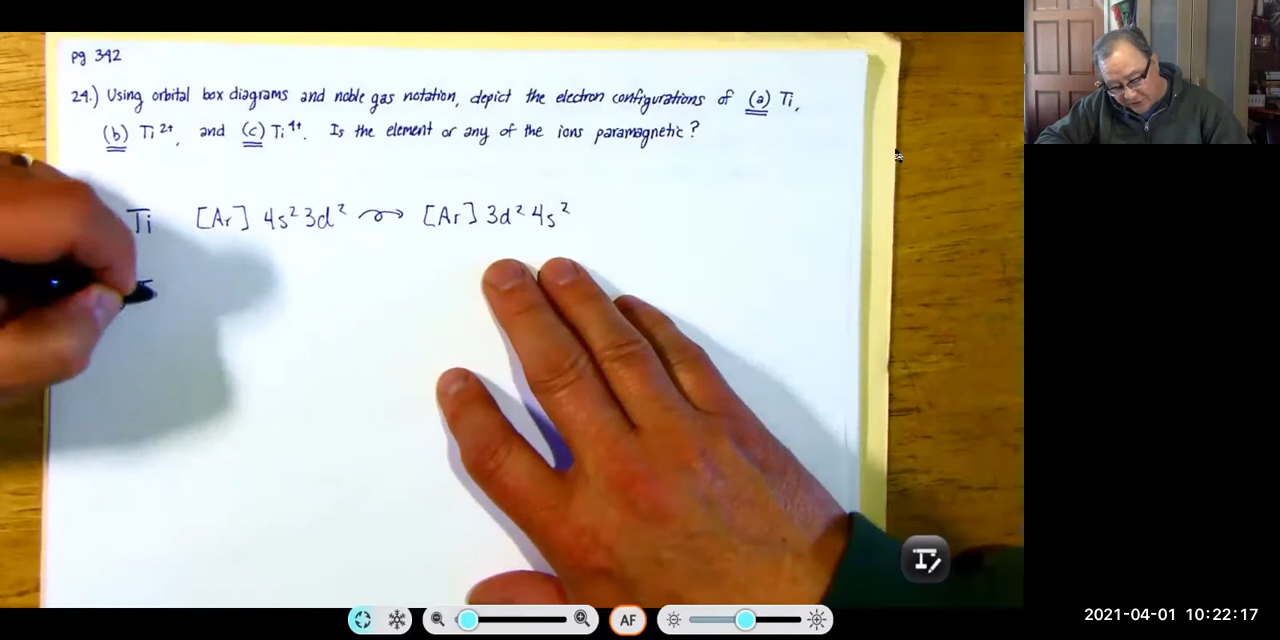 pg 342
24.) Using orbital box diagrams and noble gas notation, depict the electron configurations of (a) Ti,
(b) Ti²⁺, and (c) Ti⁴⁺. Is the element or any of the ions paramagnetic?
Ti [Ar] 4s² 3d² → [Ar] 3d² 4s²
AF
2021-04-01 10:22:17